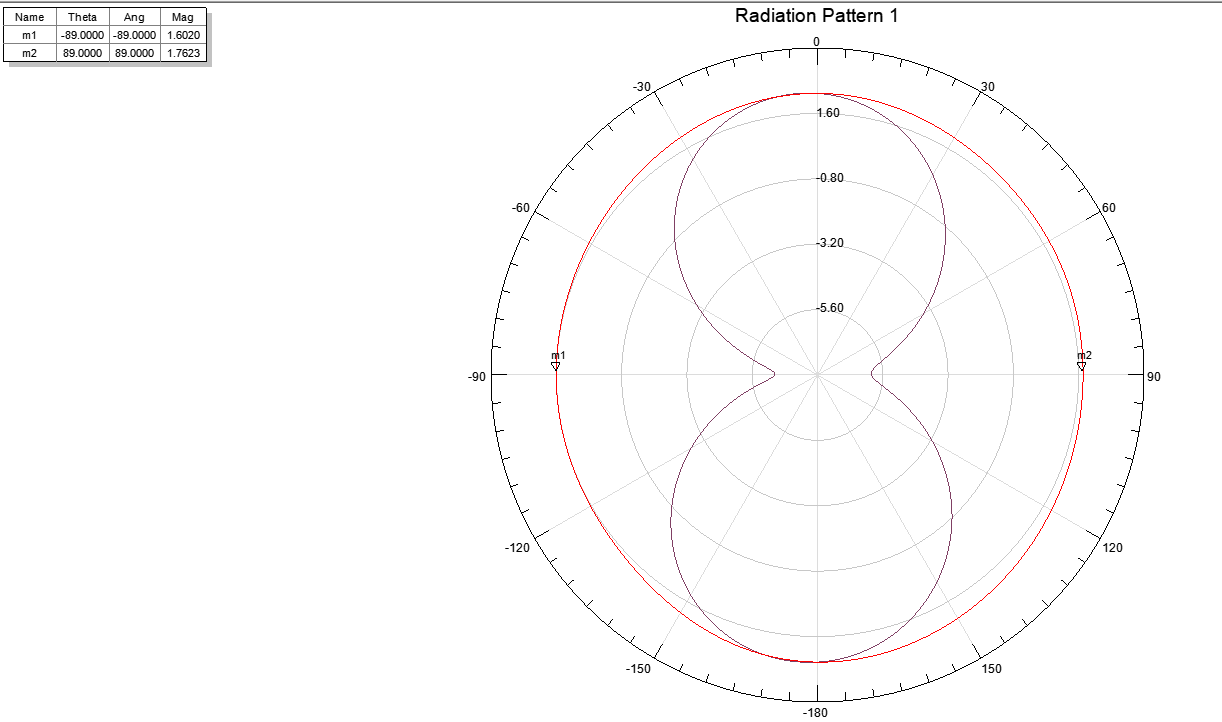 Radiation Pattern 1
Name Theta Ang Mag
m1 -89.0000 -89.0000 1.6020
m2 89.0000 89.0000 1.7623
0
-30 30
1.60
-60 60
-0.80
-3.20
-5.60
m1 m2
-90 90
-120 120
-150 150
-180